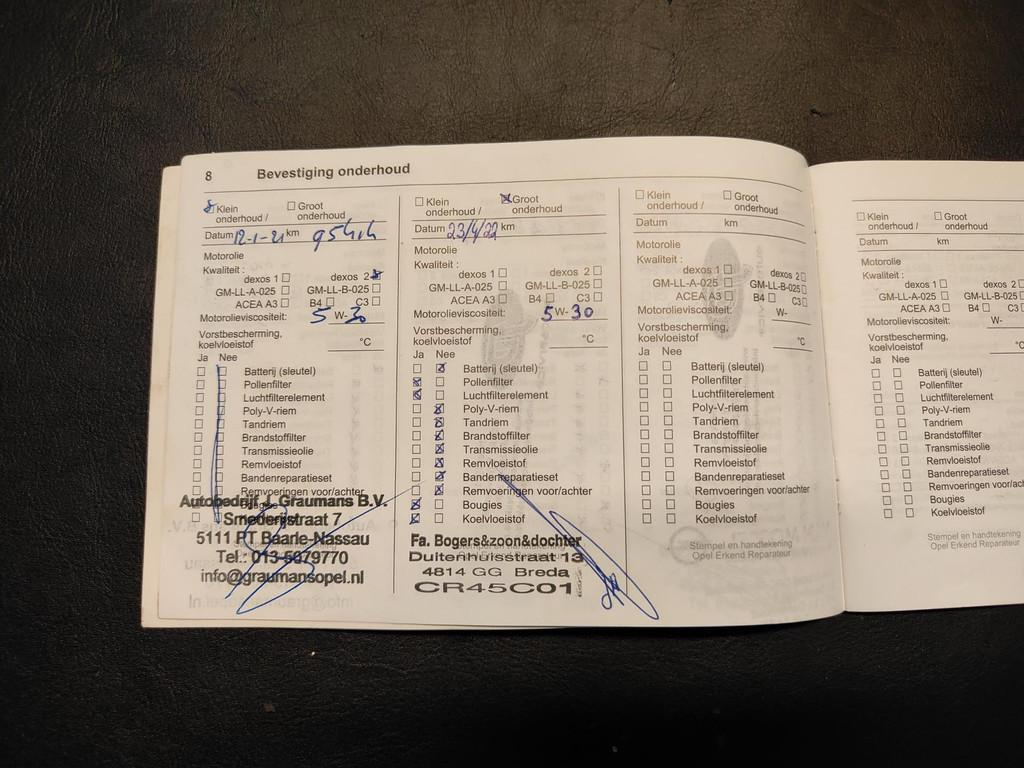 8 Bevestiging onderhoud
Klein onderhoud / Groot onderhoud
Datum 12-1-21 km
Motorolie
Kwaliteit :
dexos 1 dexos 2
GM-LL-A-025 GM-LL-B-025
ACEA A3 B4 C3
Motorolieviscositeit: 5 W- 30
Vorstbescherming,
koelvloeistof °C
Ja Nee
Batterij (sleutel)
Pollenfilter
Luchtfilterelement
Poly-V-riem
Tandriem
Brandstoffilter
Transmissieolie
Remvloeistof
Bandenreparatieset
Remvoeringen voor/achter
Autobedrijf J. Graumans B.V.
Smederijstraat 7
5111 PT Baarle-Nassau
Tel.: 013-5079770
info@graumansopel.nl
Klein onderhoud / Groot onderhoud
Datum 23/4/22 km
Motorolie
Kwaliteit :
dexos 1 dexos 2
GM-LL-A-025 GM-LL-B-025
ACEA A3 B4 C3
Motorolieviscositeit: 5 W- 30
Vorstbescherming,
koelvloeistof °C
Ja Nee
Batterij (sleutel)
Pollenfilter
Luchtfilterelement
Poly-V-riem
Tandriem
Brandstoffilter
Transmissieolie
Remvloeistof
Bandenreparatieset
Remvoeringen voor/achter
Bougies
Koelvloeistof
Fa. Bogers&zoon&dochter
Duitenhuisstraat 13
4814 GG Breda
CR45C01
Klein onderhoud / Groot onderhoud
Datum km
Motorolie
Kwaliteit :
dexos 1 dexos 2
GM-LL-A-025 GM-LL-B-025
ACEA A3 B4 C3
Motorolieviscositeit: W-
Vorstbescherming,
koelvloeistof °C
Ja Nee
Batterij (sleutel)
Pollenfilter
Luchtfilterelement
Poly-V-riem
Tandriem
Brandstoffilter
Transmissieolie
Remvloeistof
Bandenreparatieset
Remvoeringen voor/achter
Bougies
Koelvloeistof
Stempel en handtekening
Opel Erkend Reparateur
Klein onderhoud / Groot onderhoud
Datum km
Motorolie
Kwaliteit :
dexos 1 dexos 2
GM-LL-A-025 GM-LL-B-025
ACEA A3 B4 C3
Motorolieviscositeit: W-
Vorstbescherming,
koelvloeistof
Ja Nee
Batterij (sleutel)
Pollenfilter
Luchtfilterelement
Poly-V-riem
Tandriem
Brandstoffilter
Transmissieolie
Remvloeistof
Bandenreparatieset
Remvoeringen voor/achter
Bougies
Koelvloeistof
Stempel en handtekening
Opel Erkend Reparateur